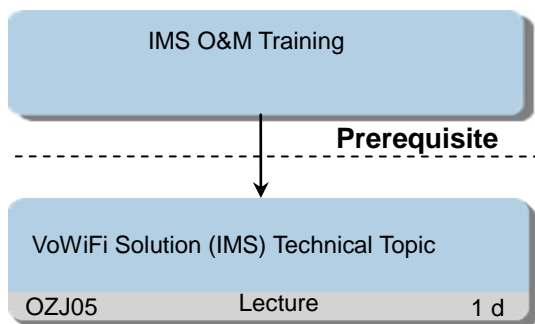 IMS O&M Training
Prerequisite
VoWiFi Solution (IMS) Technical Topic
OZJ05 Lecture 1 d